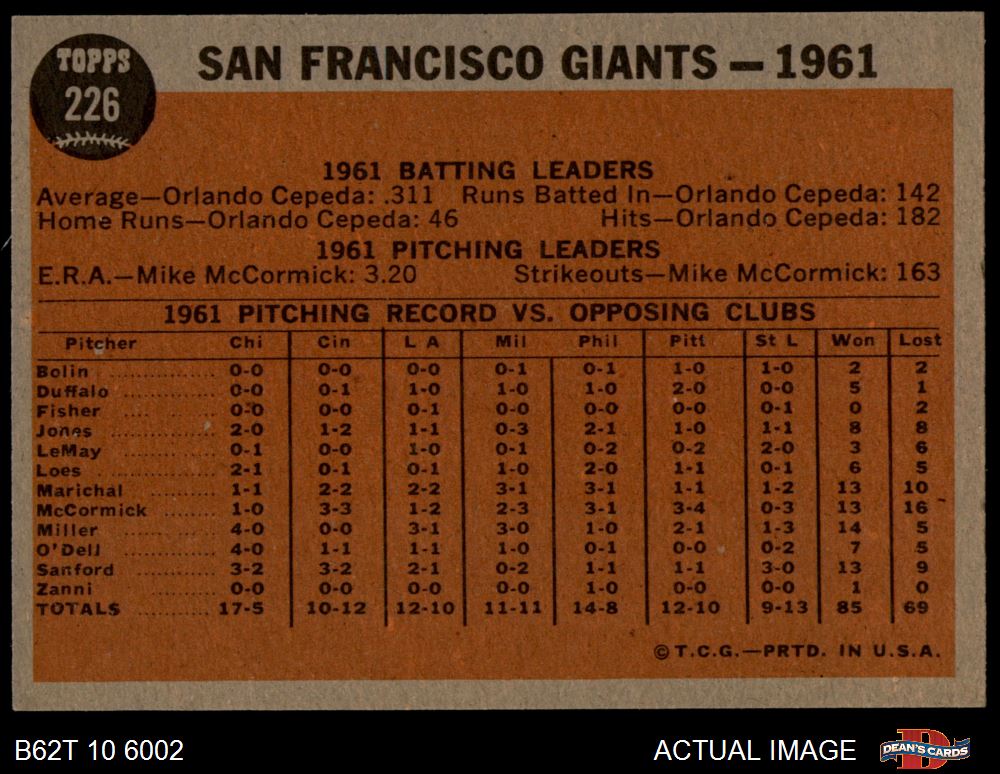 TOPPS
226
SAN FRANCISCO GIANTS — 1961
1961 BATTING LEADERS
Average—Orlando Cepeda: .311 Runs Batted In—Orlando Cepeda: 142
Home Runs—Orlando Cepeda: 46 Hits—Orlando Cepeda: 182
1961 PITCHING LEADERS
E.R.A.—Mike McCormick: 3.20 Strikeouts—Mike McCormick: 163
1961 PITCHING RECORD VS. OPPOSING CLUBS
Pitcher Chi Cin L A Mil Phil Pitt St L Won Lost
Bolin 0-0 0-0 0-0 0-1 0-1 1-0 1-0 2 2
Duffalo 0-0 0-1 1-0 1-0 1-0 2-0 0-0 5 1
Fisher 0-0 0-0 0-1 0-0 0-0 0-0 0-1 0 2
Jones 2-0 1-2 1-1 0-3 2-1 1-0 1-1 8 8
LeMay 0-1 0-0 1-0 0-1 0-2 0-2 2-0 3 6
Loes 2-1 0-1 0-1 1-0 2-0 1-1 0-1 6 5
Marichal 1-1 2-2 2-2 3-1 3-1 1-1 1-2 13 10
McCormick 1-0 3-3 1-2 2-3 3-1 3-4 0-3 13 16
Miller 4-0 0-0 3-1 3-0 1-0 2-1 1-3 14 5
O'Dell 4-0 1-1 1-1 1-0 0-1 0-0 0-2 7 5
Sanford 3-2 3-2 2-1 0-2 1-1 1-1 3-0 13 9
Zanni 0-0 0-0 0-0 0-0 1-0 0-0 0-0 1 0
TOTALS 17-5 10-12 12-10 11-11 14-8 12-10 9-13 85 69
© T.C.G.—PRTD. IN U.S.A.
B62T 10 6002 ACTUAL IMAGE DEAN'S CARDS